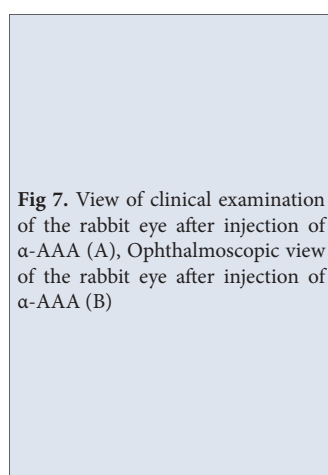 Fig 7. View of clinical examination
of the rabbit eye after injection of
α-AAA (A), Ophthalmoscopic view
of the rabbit eye after injection of
α-AAA (B)